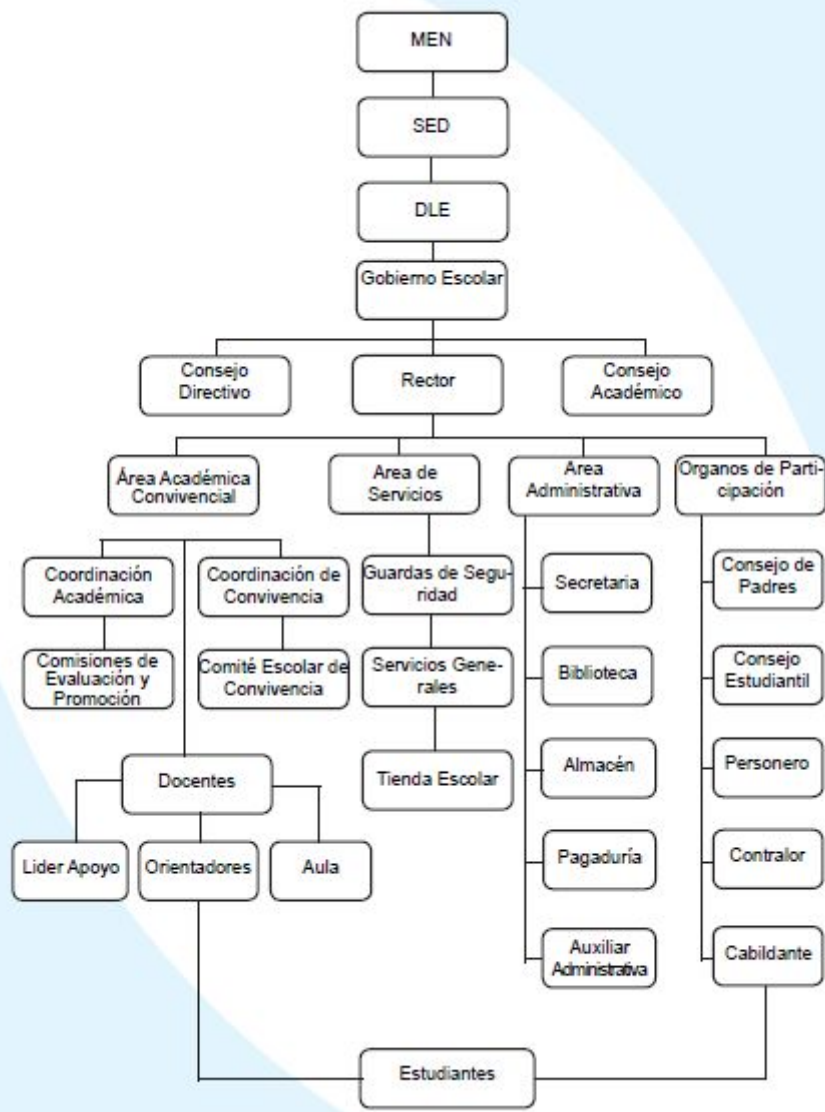 MEN
SED
DLE
Gobierno Escolar
Consejo
Directivo
Rector
Consejo
Académico
Área Académica
Convivencial
Area de
Servicios
Area
Administrativa
Organos de Parti-
cipación
Coordinación
Académica
Coordinación de
Convivencia
Guardas de Segu-
ridad
Secretaria
Consejo de
Padres
Comisiones de
Evaluación y
Promoción
Comité Escolar de
Convivencia
Servicios Gene-
rales
Biblioteca
Consejo
Estudiantil
Docentes
Tienda Escolar
Almacén
Personero
Lider Apoyo
Orientadores
Aula
Pagaduría
Contralor
Auxiliar
Administrativa
Cabildante
Estudiantes